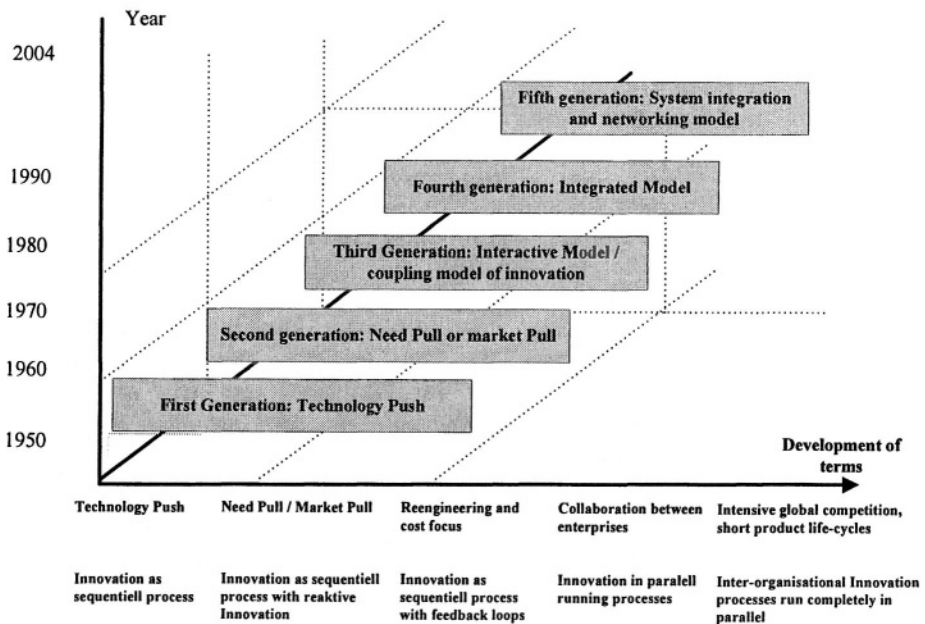 Year
2004
Fifth generation: System integration
and networking model
1990
Fourth generation: Integrated Model
1980
Third Generation: Interactive Model /
coupling model of innovation
1970
Second generation: Need Pull or market Pull
1960
First Generation: Technology Push
1950
Development of
terms
Technology Push
Need Pull / Market Pull
Reengineering and
cost focus
Collaboration between
enterprises
Intensive global competition,
short product life-cycles
Innovation as
sequentiell process
Innovation as sequentiell
process with reaktive
Innovation
Innovation as
sequentiell process
with feedback loops
Innovation in paralell
running processes
Inter-organisational Innovation
processes run completely in
parallel